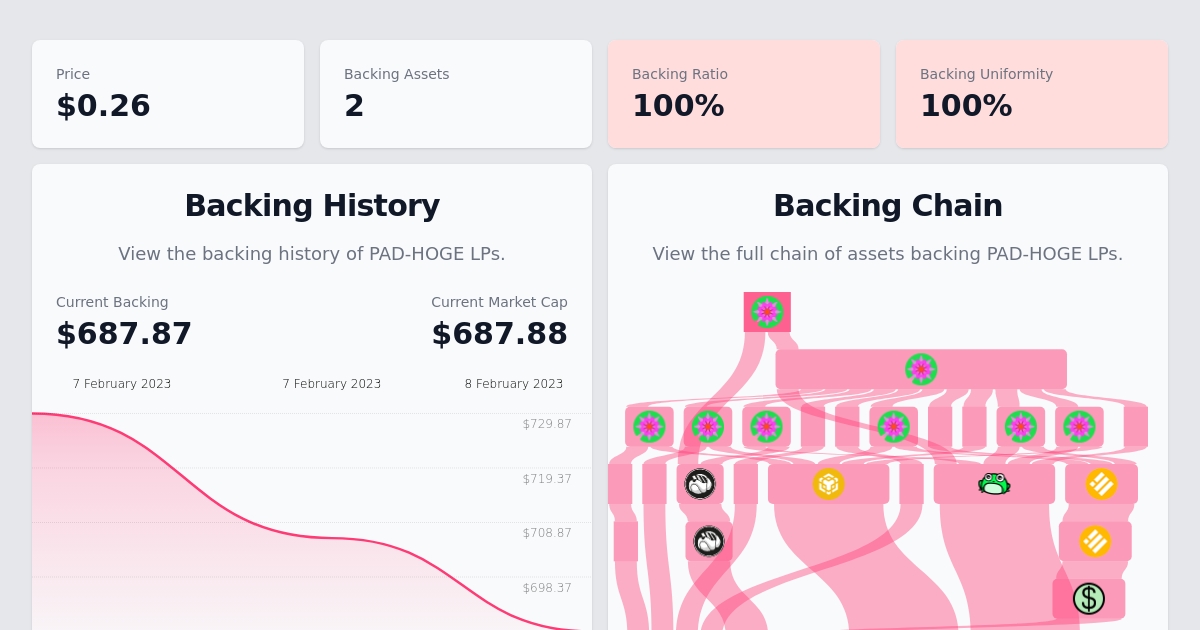 Price
$0.26
Backing Assets
2
Backing Ratio
100%
Backing Uniformity
100%
Backing History
View the backing history of PAD-HOGE LPs.
Current Backing
$687.87
Current Market Cap
$687.88
7 February 2023
7 February 2023
8 February 2023
$729.87
$719.37
$708.87
$698.37
Backing Chain
View the full chain of assets backing PAD-HOGE LPs.
$